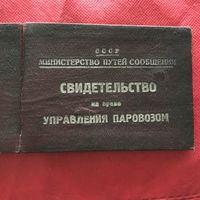 СССР
МИНИСТЕРСТВО ПУТЕЙ СООБЩЕНИЯ
СВИДЕТЕЛЬСТВО
на право
УПРАВЛЕНИЯ ПАРОВОЗОМ